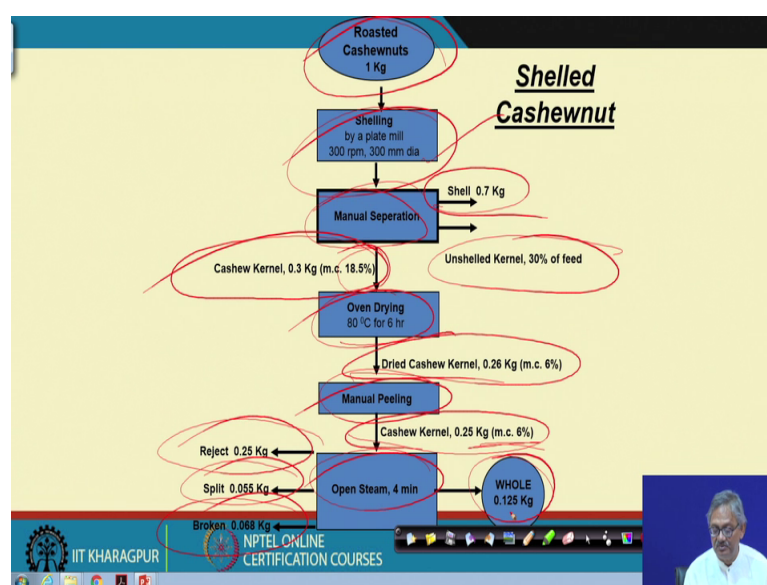 Roasted
Cashewnuts
1 Kg
Shelled
Cashewnut
Shelling
by a plate mill
300 rpm, 300 mm dia
Shell 0.7 Kg
Manual Seperation
Unshelled Kernel, 30% of feed
Cashew Kernel, 0.3 Kg (m.c. 18.5%)
Oven Drying
80 ⁰C for 6 hr
Dried Cashew Kernel, 0.26 Kg (m.c. 6%)
Manual Peeling
Cashew Kernel, 0.25 Kg (m.c. 6%)
Reject 0.25 Kg
Split 0.055 Kg
Open Steam, 4 min
WHOLE
0.125 Kg
Broken 0.068 Kg
IIT KHARAGPUR
NPTEL ONLINE
CERTIFICATION COURSES